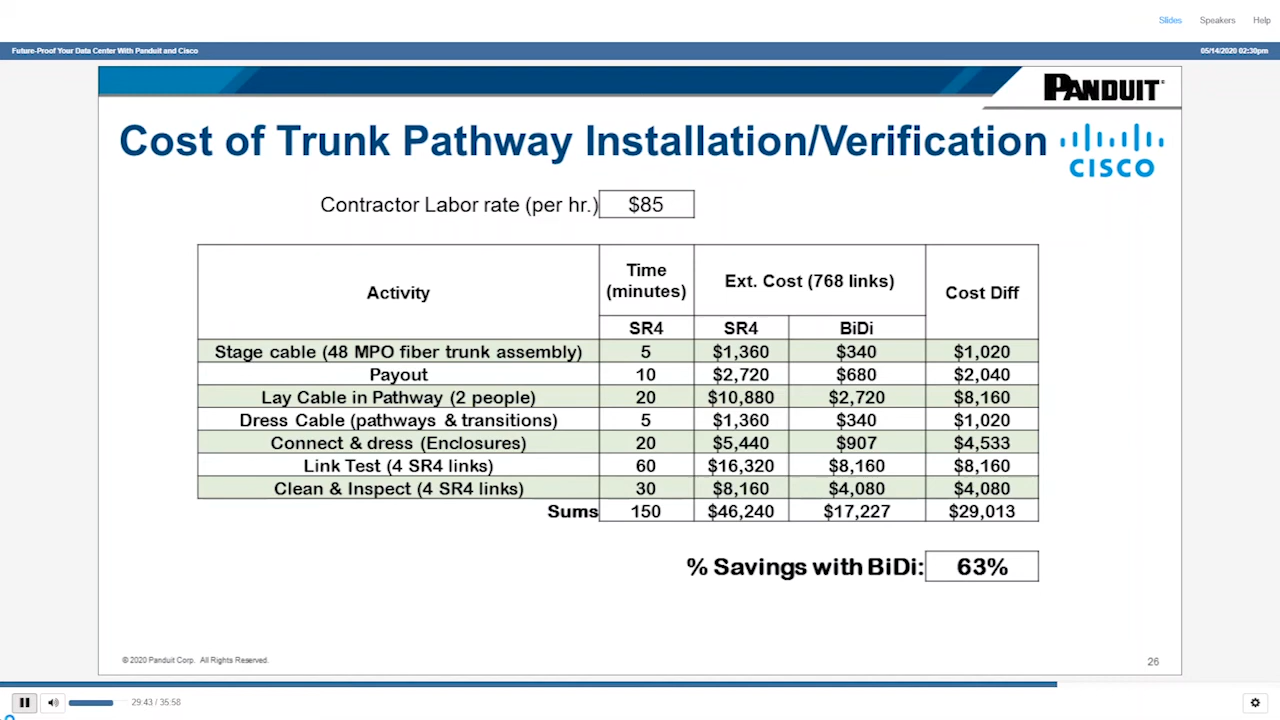 Slides Speakers Help
Future-Proof Your Data Center With Panduit and Cisco 05/14/2020 02:30pm
PANDUIT
Cost of Trunk Pathway Installation/Verification
CISCO
Contractor Labor rate (per hr.) $85
Activity Time (minutes) Ext. Cost (768 links) Cost Diff
SR4 SR4 BiDi
Stage cable (48 MPO fiber trunk assembly) 5 $1,360 $340 $1,020
Payout 10 $2,720 $680 $2,040
Lay Cable in Pathway (2 people) 20 $10,880 $2,720 $8,160
Dress Cable (pathways & transitions) 5 $1,360 $340 $1,020
Connect & dress (Enclosures) 20 $5,440 $907 $4,533
Link Test (4 SR4 links) 60 $16,320 $8,160 $8,160
Clean & Inspect (4 SR4 links) 30 $8,160 $4,080 $4,080
Sums 150 $46,240 $17,227 $29,013
% Savings with BiDi: 63%
© 2020 Panduit Corp. All Rights Reserved. 26
29:43 / 35:58